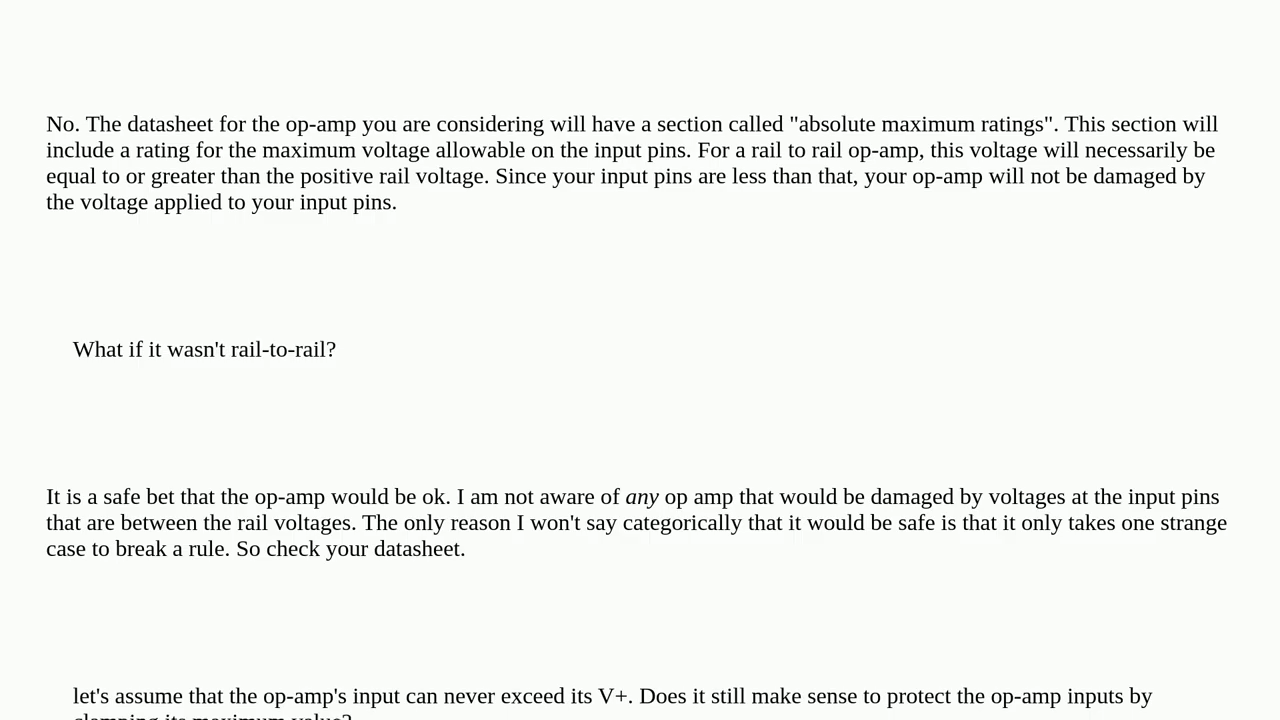 No. The datasheet for the op-amp you are considering will have a section called "absolute maximum ratings". This section will
include a rating for the maximum voltage allowable on the input pins. For a rail to rail op-amp, this voltage will necessarily be
equal to or greater than the positive rail voltage. Since your input pins are less than that, your op-amp will not be damaged by
the voltage applied to your input pins.
What if it wasn't rail-to-rail?
It is a safe bet that the op-amp would be ok. I am not aware of any op amp that would be damaged by voltages at the input pins
that are between the rail voltages. The only reason I won't say categorically that it would be safe is that it only takes one strange
case to break a rule. So check your datasheet.
let's assume that the op-amp's input can never exceed its V+. Does it still make sense to protect the op-amp inputs by
clamping its maximum value?